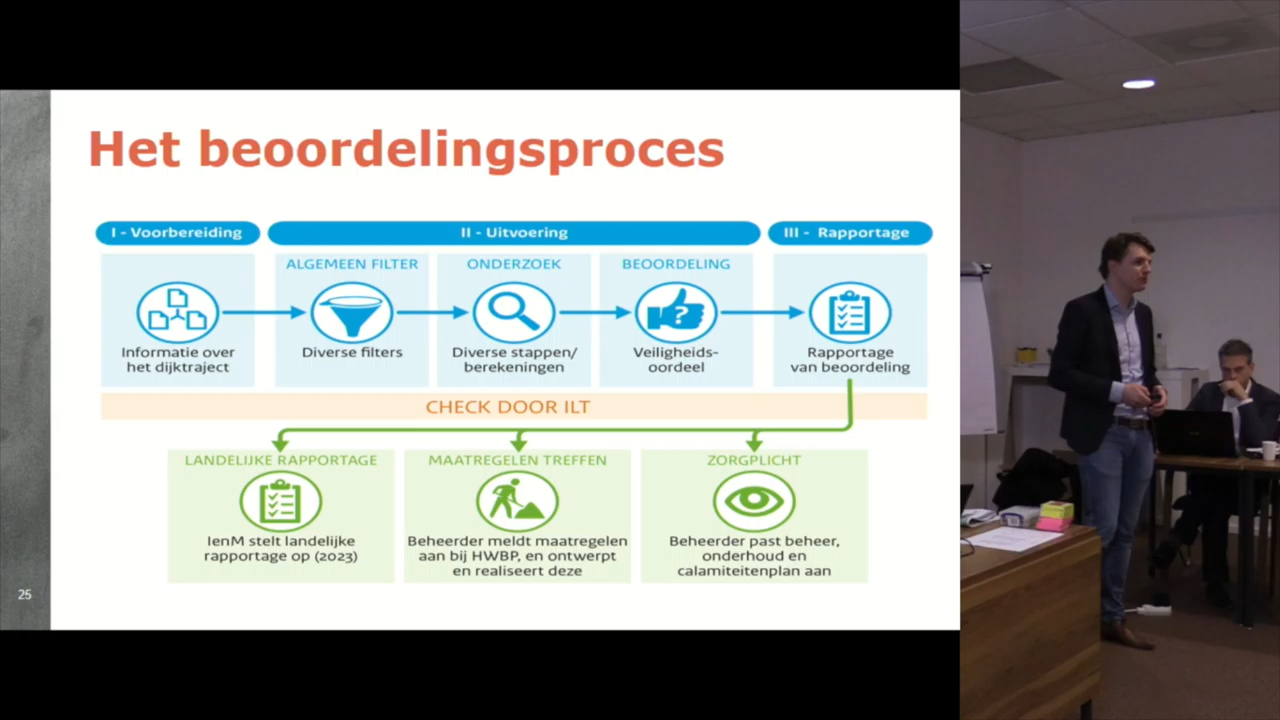 Het beoordelingsproces
I - Voorbereiding
II - Uitvoering
III - Rapportage
ALGEMEEN FILTER
ONDERZOEK
BEOORDELING
?
Informatie over
het dijktraject
Diverse filters
Diverse stappen/
berekeningen
Veiligheids-
oordeel
Rapportage
van beoordeling
CHECK DOOR ILT
LANDELIJKE RAPPORTAGE
MAATREGELEN TREFFEN
ZORGPLICHT
IenM stelt landelijke
rapportage op (2023)
Beheerder meldt maatregelen
aan bij HWBP, en ontwerpt
en realiseert deze
Beheerder past beheer,
onderhoud en
calamiteitenplan aan
25